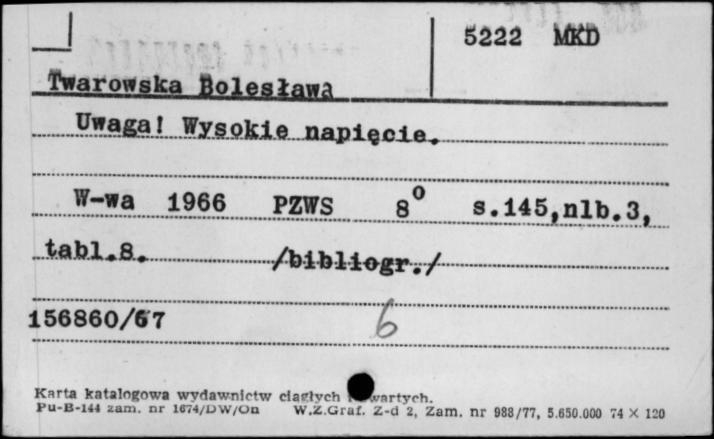 5222 MKD
Twarowska Bolesława
Uwaga! Wysokie napięcie.
W-wa 1966 PZWS 8⁰ s.145,nlb.3,
tabl.8. /bibliogr./
156860/67 6
Karta katalogowa wydawnictw ciągłych i zwartych.
Pu-B-144 zam. nr 1674/DW/On W.Z.Graf. Z-d 2, Zam. nr 988/77, 5.650.000 74 X 120